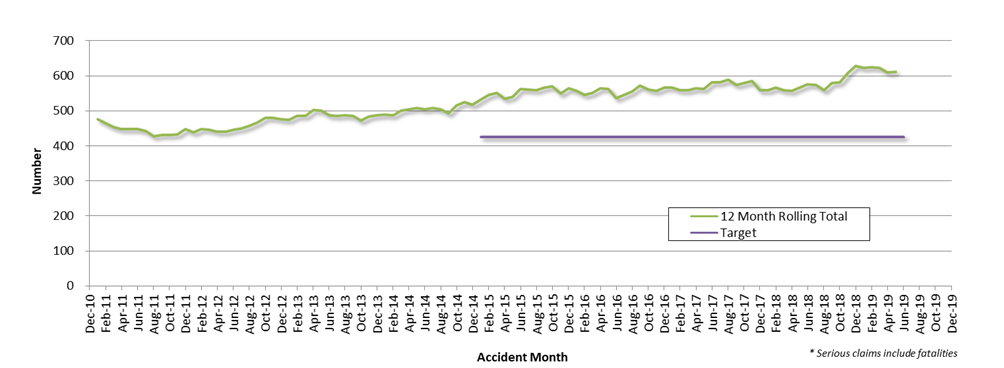 700
600
500
400
300
200
100
0
Number
12 Month Rolling Total
Target
Dec-10
Feb-11
Apr-11
Jun-11
Aug-11
Oct-11
Dec-11
Feb-12
Apr-12
Jun-12
Aug-12
Oct-12
Dec-12
Feb-13
Apr-13
Jun-13
Aug-13
Oct-13
Dec-13
Feb-14
Apr-14
Jun-14
Aug-14
Oct-14
Dec-14
Feb-15
Apr-15
Jun-15
Aug-15
Oct-15
Dec-15
Feb-16
Apr-16
Jun-16
Aug-16
Oct-16
Dec-16
Feb-17
Apr-17
Jun-17
Aug-17
Oct-17
Dec-17
Feb-18
Apr-18
Jun-18
Aug-18
Oct-18
Dec-18
Feb-19
Apr-19
Jun-19
Aug-19
Oct-19
Dec-19
Accident Month
* Serious claims include fatalities